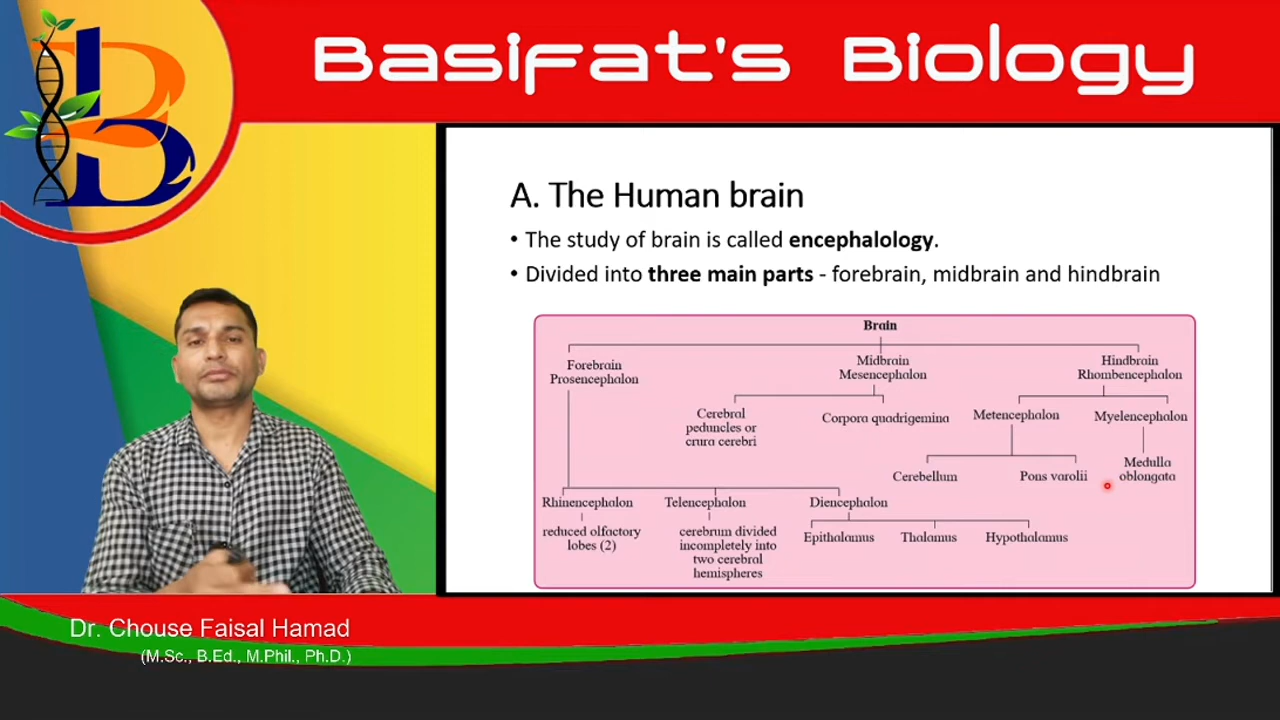 Basifat's Biology
A. The Human brain
• The study of brain is called encephalology.
• Divided into three main parts - forebrain, midbrain and hindbrain
Brain
Forebrain
Prosencephalon
Midbrain
Mesencephalon
Hindbrain
Rhombencephalon
Cerebral
peduncles or
crura cerebri
Corpora quadrigemina
Metencephalon
Myelencephalon
Cerebellum
Pons varolii
Medulla
oblongata
Rhinencephalon
Telencephalon
Diencephalon
reduced olfactory
lobes (2)
cerebrum divided
incompletely into
two cerebral
hemispheres
Epithalamus
Thalamus
Hypothalamus
Dr. Chouse Faisal Hamad
(M.Sc., B.Ed., M.Phil., Ph.D.)